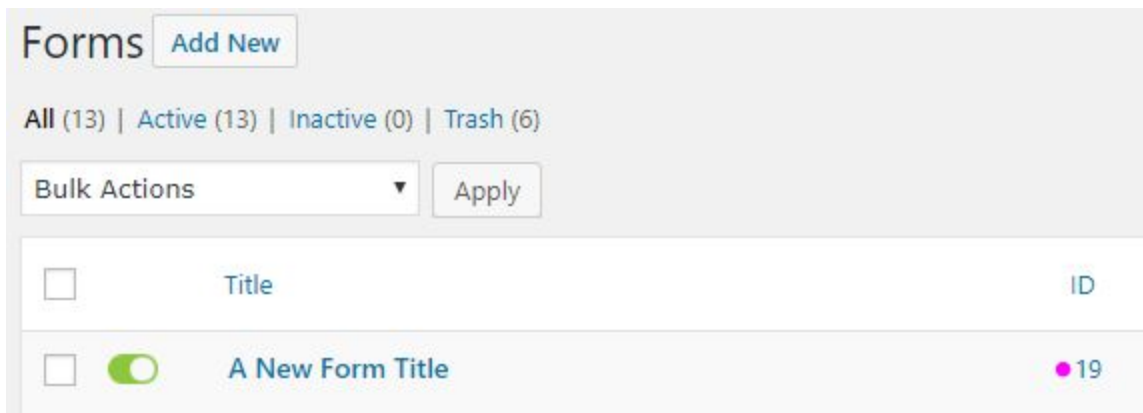 Forms Add New
All (13) | Active (13) | Inactive (0) | Trash (6)
Bulk Actions Apply
Title ID
A New Form Title 19